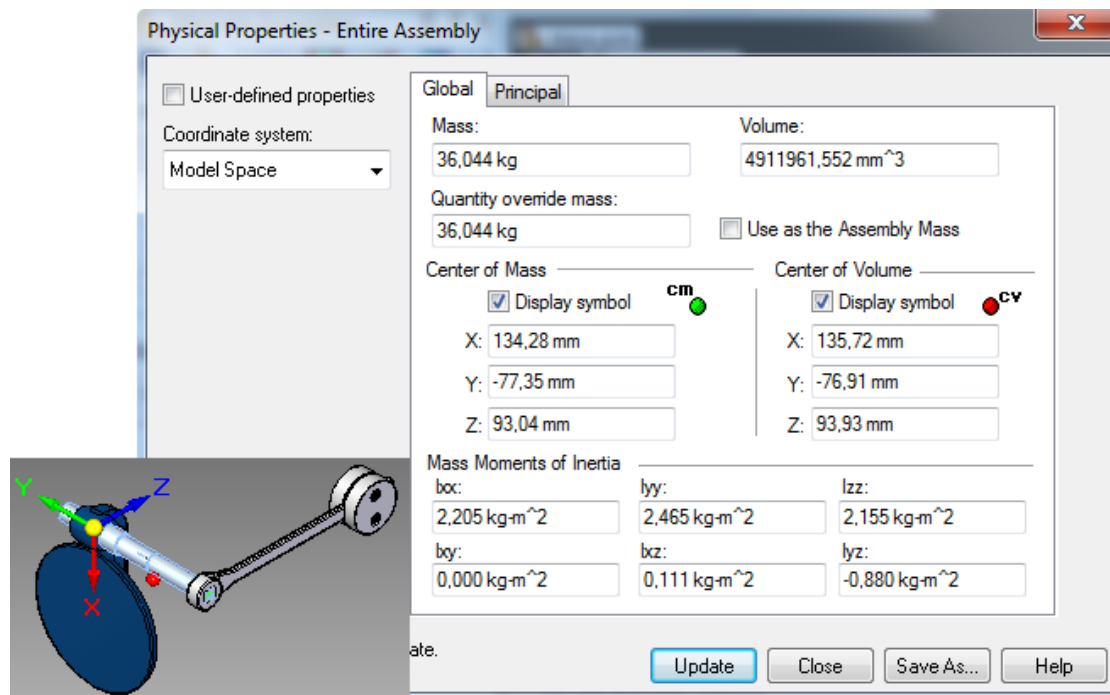 Physical Properties - Entire Assembly
User-defined properties
Coordinate system:
Model Space
Global Principal
Mass: Volume:
36,044 kg 4911961,552 mm^3
Quantity override mass:
36,044 kg Use as the Assembly Mass
Center of Mass Center of Volume
Display symbol cm Display symbol cv
X: 134,28 mm X: 135,72 mm
Y: -77,35 mm Y: -76,91 mm
Z: 93,04 mm Z: 93,93 mm
Mass Moments of Inertia
Ixx: Iyy: Izz:
2,205 kg-m^2 2,465 kg-m^2 2,155 kg-m^2
Ixy: Ixz: Iyz:
0,000 kg-m^2 0,111 kg-m^2 -0,880 kg-m^2
Y Z
X
ate.
Update Close Save As... Help